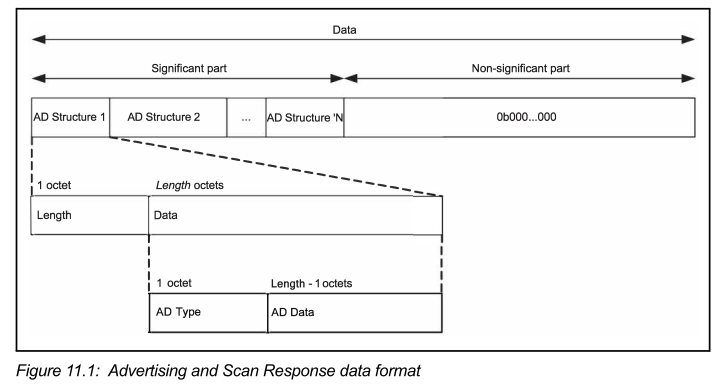 Data
Significant part Non-significant part
AD Structure 1 AD Structure 2 ... AD Structure 'N 0b000...000
1 octet Length octets
Length Data
1 octet Length - 1octets
AD Type AD Data
Figure 11.1: Advertising and Scan Response data format